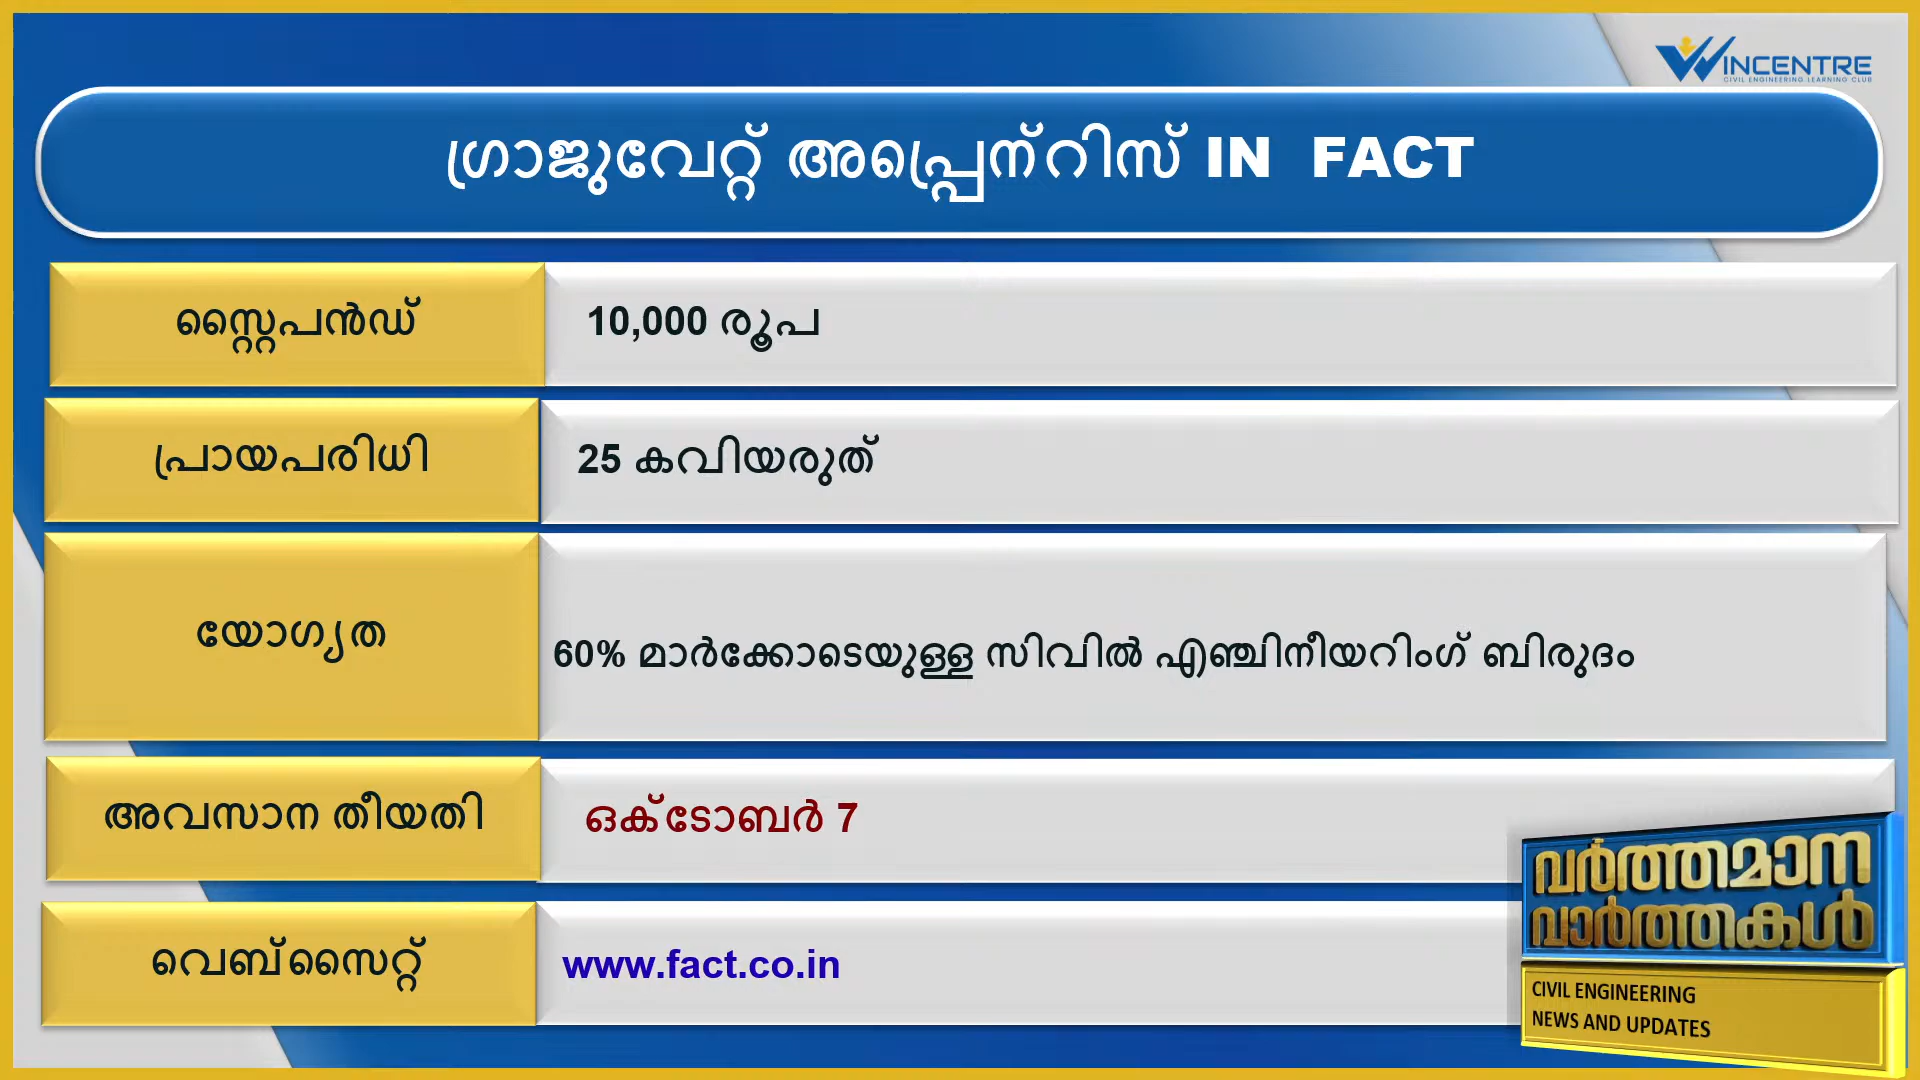 WINCENTRE
CIVIL ENGINEERING LEARNING CLUB
ഗ്രാജുവേറ്റ് അപ്പ്രെന്റിസ് IN FACT
സ്റ്റൈപൻഡ്
10,000 രൂപ
പ്രായപരിധി
25 കവിയരുത്
യോഗ്യത
60% മാർക്കോടെയുള്ള സിവിൽ എഞ്ചിനീയറിംഗ് ബിരുദം
അവസാന തീയതി
ഒക്ടോബർ 7
വെബ്സൈറ്റ്
www.fact.co.in
വർത്തമാന
വാർത്തകൾ
CIVIL ENGINEERING
NEWS AND UPDATES